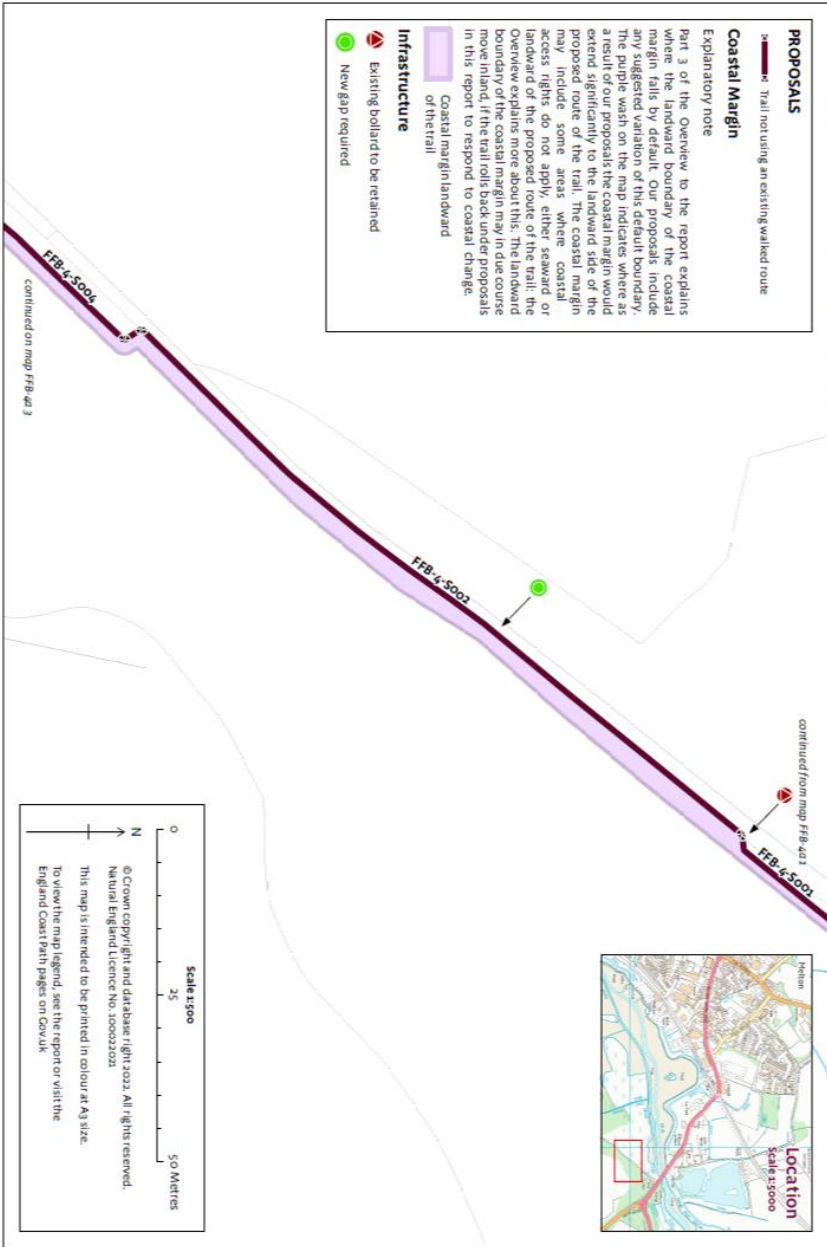 PROPOSALS
Trail not using an existing walked route
Coastal Margin
Explanatory note
Part 3 of the Overview to the report explains
where the landward boundary of the coastal
margin falls by default. Our proposals include
any suggested variation of this default boundary.
The purple wash on the map indicates where as
a result of our proposals the coastal margin would
extend significantly to the landward side of the
proposed route of the trail. The coastal margin
may include some areas where coastal
access rights do not apply, either seaward or
landward of the proposed route of the trail: the
Overview explains more about this. The landward
boundary of the coastal margin may in due course
move inland, if the trail rolls back under proposals
in this report to respond to coastal change.
Coastal margin landward
of the trail
Infrastructure
Existing bollard to be retained
New gap required
continued from map FFB-4a 1
FFB-4-S001
FFB-4-S002
FFB-4-S004
continued on map FFB-4a 3
Location
Scale 1:5000
Melton
Scale 1:500
0
25
50 Metres
N
© Crown copyright and database right 2022. All rights reserved.
Natural England Licence No. 100022021
This map is intended to be printed in colour at A3 size.
To view the map legend, see the report or visit the
England Coast Path pages on Gov.uk